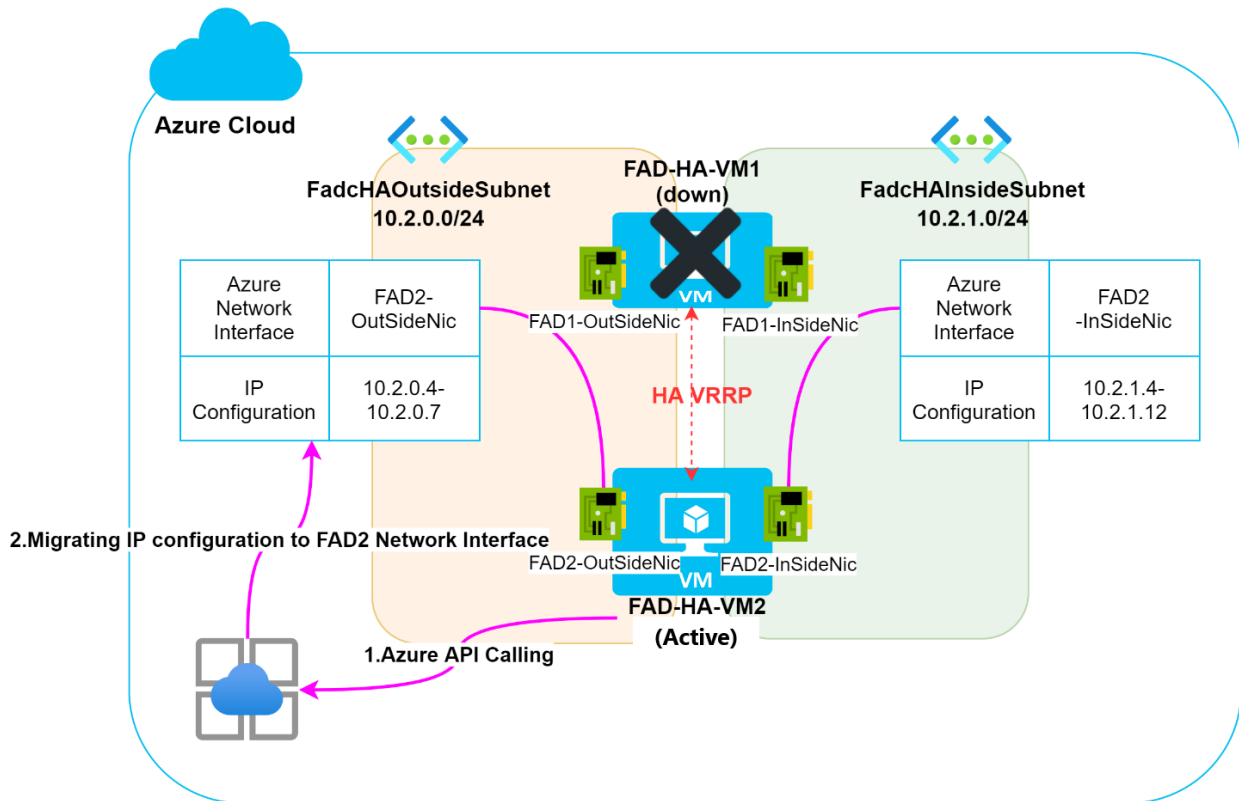 Azure Cloud
FadcHAOutsideSubnet
10.2.0.0/24
FAD-HA-VM1
(down)
FadcHAInsideSubnet
10.2.1.0/24
Azure
Network
Interface
FAD2-
OutSideNic
IP
Configuration
10.2.0.4-
10.2.0.7
VM
FAD1-OutSideNic
FAD1-InSideNic
Azure
Network
Interface
FAD2
-InSideNic
IP
Configuration
10.2.1.4-
10.2.1.12
HA VRRP
2.Migrating IP configuration to FAD2 Network Interface
FAD2-OutSideNic
FAD2-InSideNic
VM
FAD-HA-VM2
(Active)
1.Azure API Calling